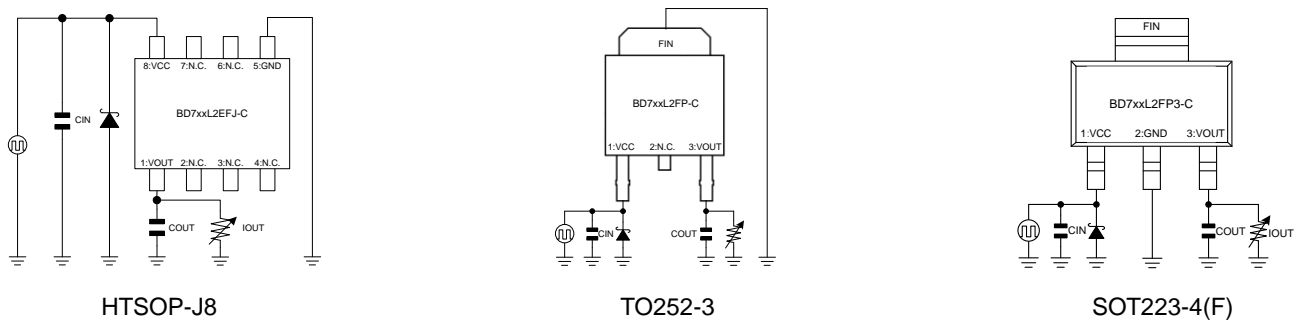 8:VCC 7:N.C. 6:N.C. 5:GND
BD7xxL2EFJ-C
CIN
1:VOUT 2:N.C. 3:N.C. 4:N.C.
COUT IOUT
HTSOP-J8
FIN
BD7xxL2FP-C
1:VCC 2:N.C. 3:VOUT
CIN COUT
TO252-3
FIN
BD7xxL2FP3-C
1:VCC 2:GND 3:VOUT
CIN COUT IOUT
SOT223-4(F)